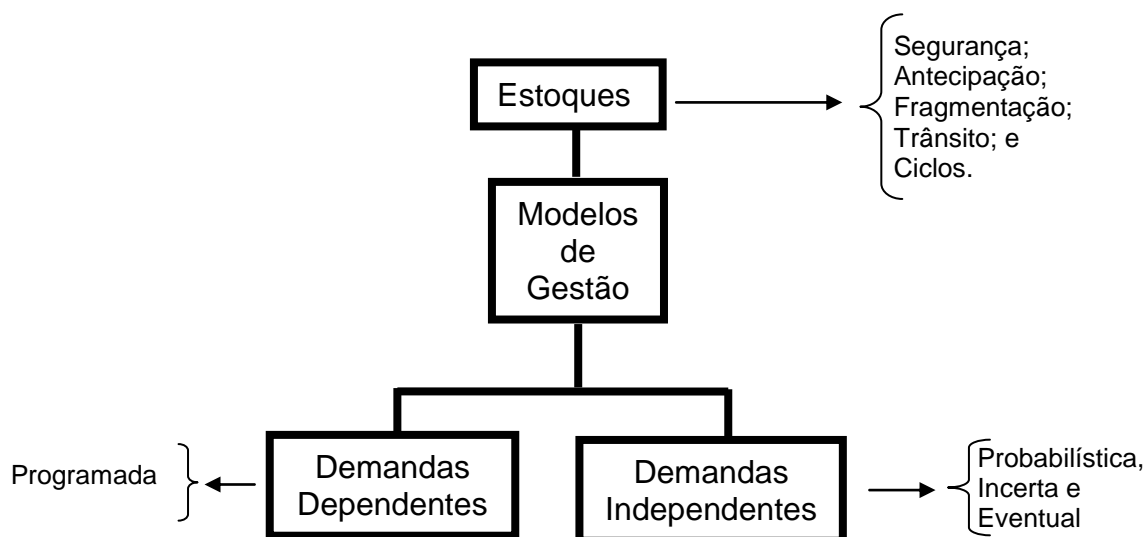 Estoques
Segurança;
Antecipação;
Fragmentação;
Trânsito; e
Ciclos.
Modelos
de
Gestão
Programada
Demandas
Dependentes
Demandas
Independentes
Probabilística,
Incerta e
Eventual